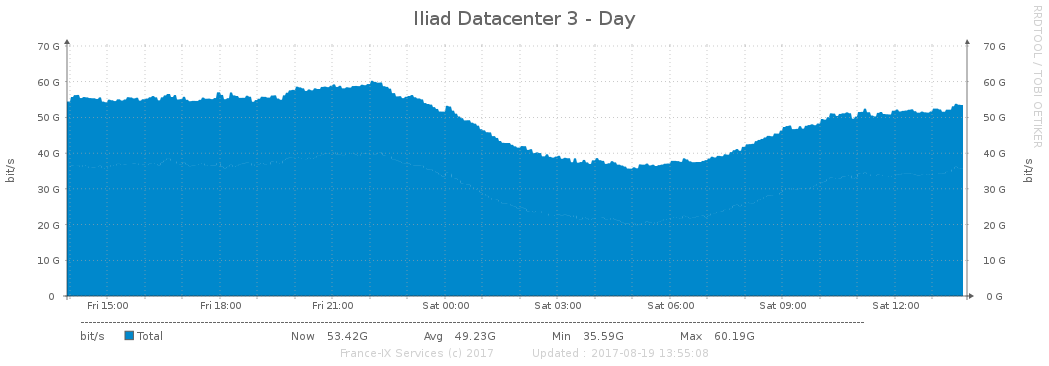 Iliad Datacenter 3 - Day
RRDTOOL / TOBI OETIKER
bit/s
bit/s
70 G 70 G
60 G 60 G
50 G 50 G
40 G 40 G
30 G 30 G
20 G 20 G
10 G 10 G
0 0 G
Fri 15:00 Fri 18:00 Fri 21:00 Sat 00:00 Sat 03:00 Sat 06:00 Sat 09:00 Sat 12:00
bit/s Total Now 53.42G Avg 49.23G Min 35.59G Max 60.19G
France-IX Services (c) 2017 Updated : 2017-08-19 13:55:08